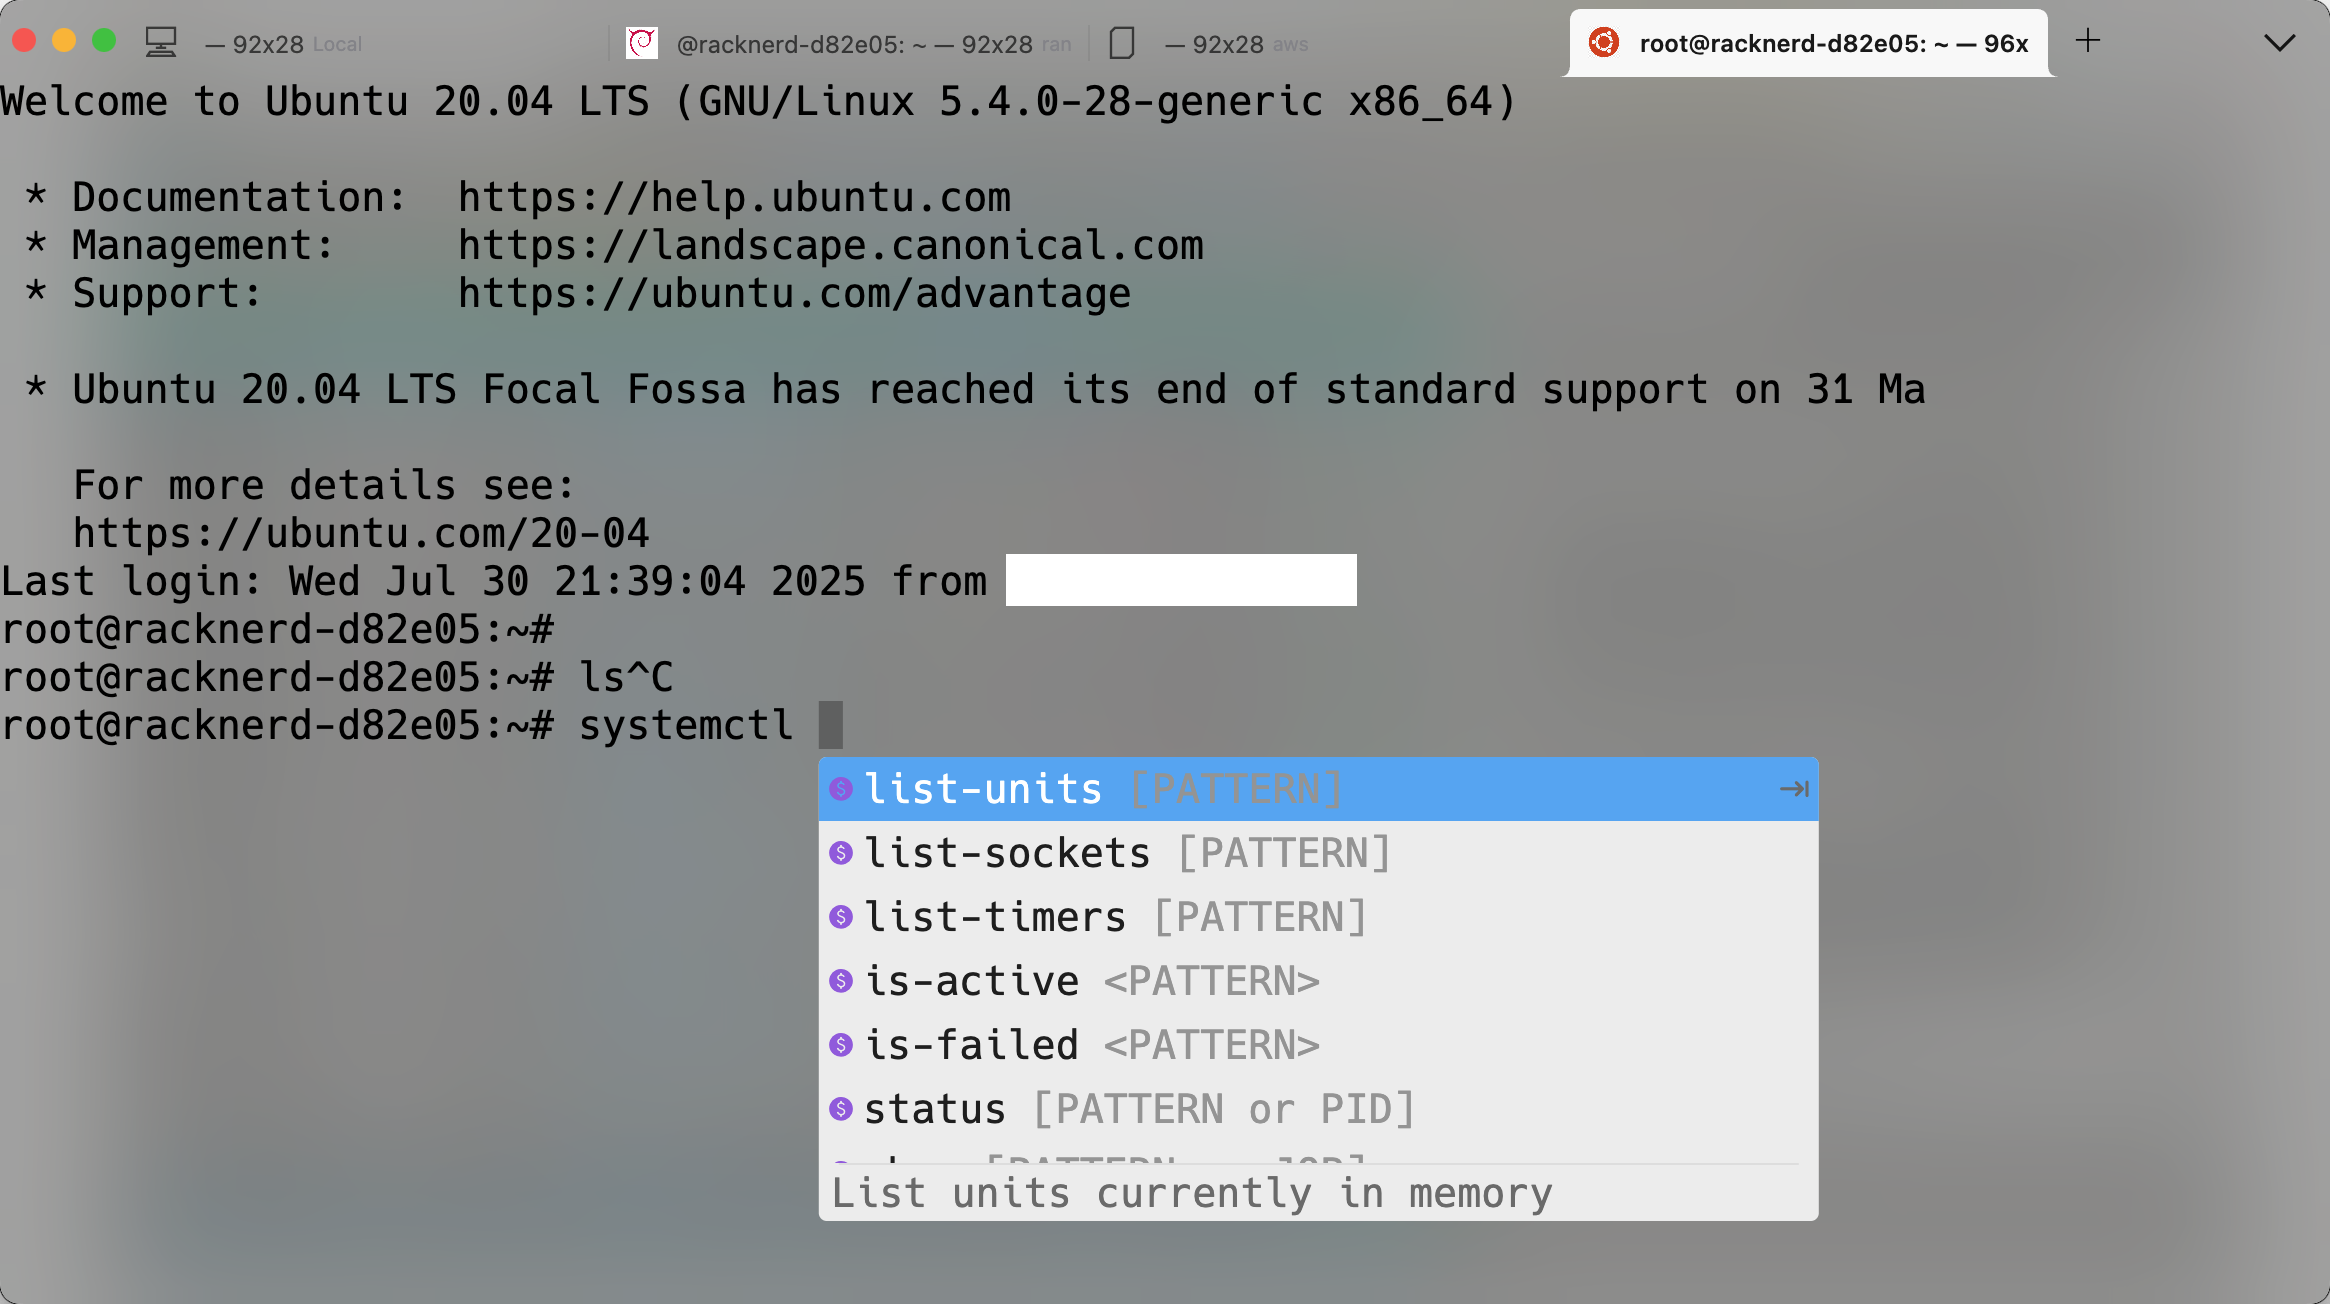 — 92x28 Local
@racknerd-d82e05: ~ — 92x28 ran
— 92x28 aws
root@racknerd-d82e05: ~ — 96x
Welcome to Ubuntu 20.04 LTS (GNU/Linux 5.4.0-28-generic x86_64)
* Documentation:  https://help.ubuntu.com
* Management:     https://landscape.canonical.com
* Support:        https://ubuntu.com/advantage
* Ubuntu 20.04 LTS Focal Fossa has reached its end of standard support on 31 Ma
For more details see:
https://ubuntu.com/20-04
Last login: Wed Jul 30 21:39:04 2025 from
root@racknerd-d82e05:~#
root@racknerd-d82e05:~# ls^C
root@racknerd-d82e05:~# systemctl
list-units [PATTERN]
list-sockets [PATTERN]
list-timers [PATTERN]
is-active <PATTERN>
is-failed <PATTERN>
status [PATTERN or PID]
List units currently in memory